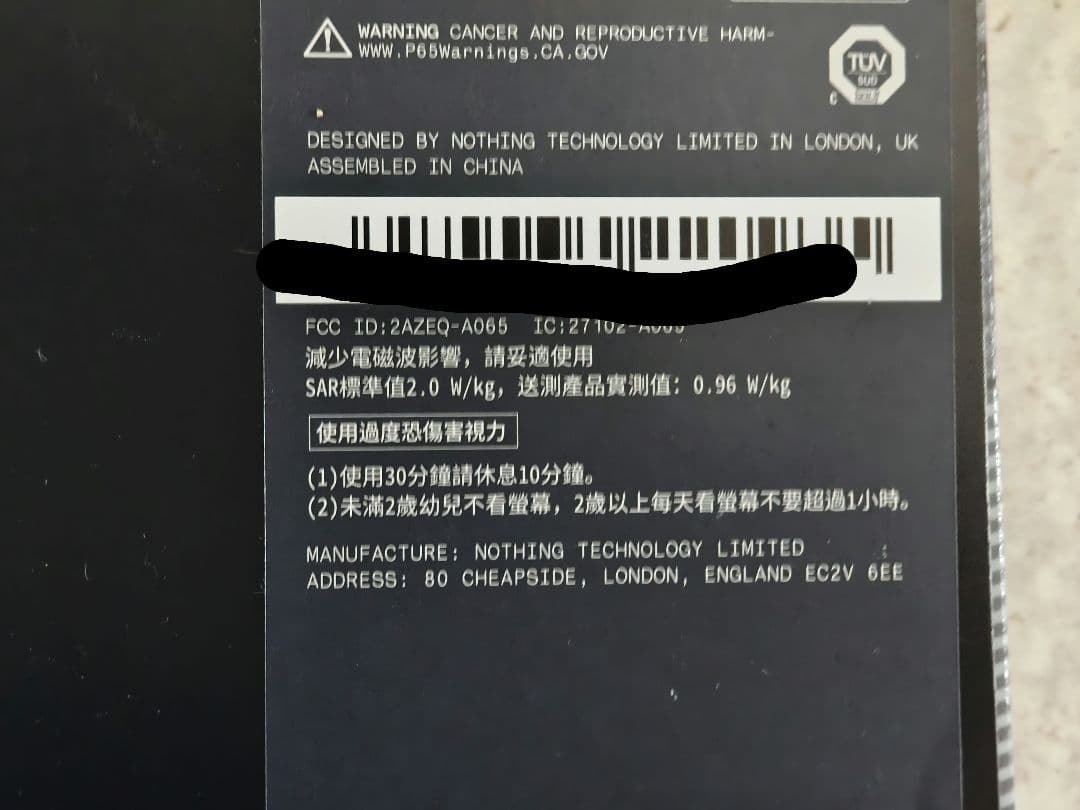 WARNING CANCER AND REPRODUCTIVE HARM-
WWW.P65Warnings.CA.GOV
TÜV
SUD
DESIGNED BY NOTHING TECHNOLOGY LIMITED IN LONDON, UK
ASSEMBLED IN CHINA
FCC ID:2AZEQ-A065 IC:27102-A065
減少電磁波影響，請妥適使用
SAR標準值2.0 W/kg，送測產品實測值：0.96 W/kg
使用過度恐傷害視力
(1)使用30分鐘請休息10分鐘。
(2)未滿2歲幼兒不看螢幕，2歲以上每天看螢幕不要超過1小時。
MANUFACTURE: NOTHING TECHNOLOGY LIMITED
ADDRESS: 80 CHEAPSIDE, LONDON, ENGLAND EC2V 6EE